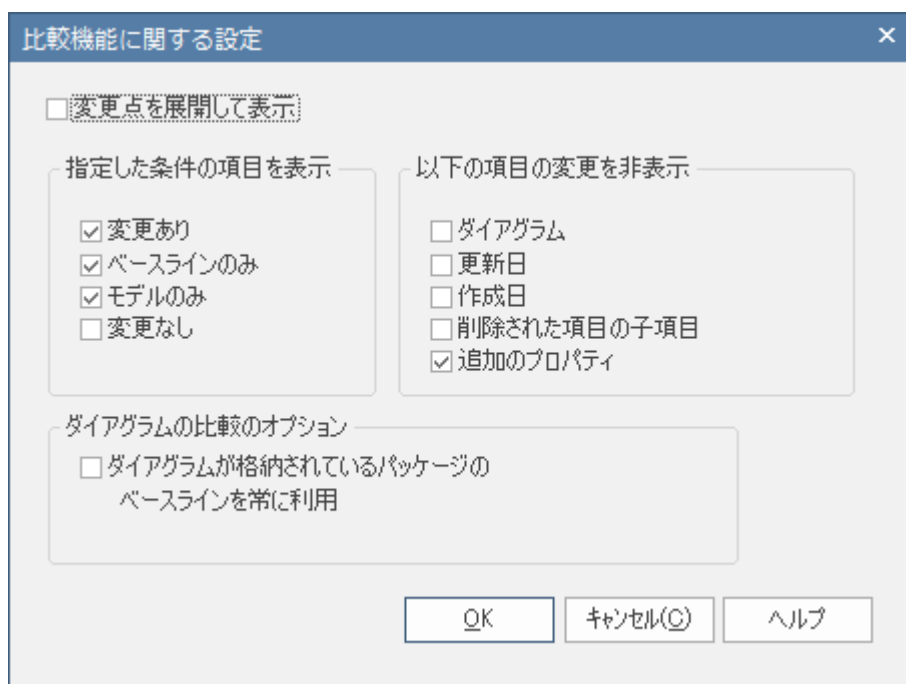 比較機能に関する設定
変更点を展開して表示
指定した条件の項目を表示
変更あり
ベースラインのみ
モデルのみ
変更なし
以下の項目の変更を非表示
ダイアグラム
更新日
作成日
削除された項目の子項目
追加のプロパティ
ダイアグラムの比較のオプション
ダイアグラムが格納されているパッケージの
ベースラインを常に利用
OK
キャンセル(C)
ヘルプ